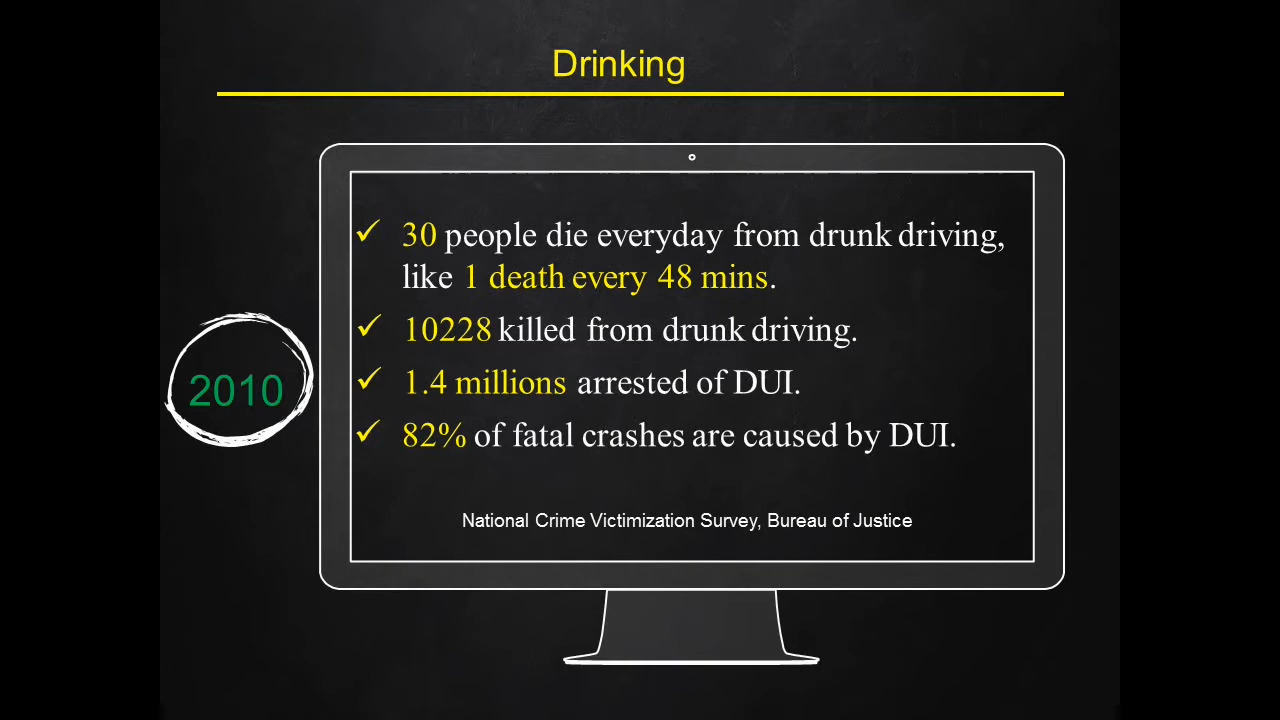 Drinking
30 people die everyday from drunk driving,
like 1 death every 48 mins.
10228 killed from drunk driving.
1.4 millions arrested of DUI.
82% of fatal crashes are caused by DUI.
2010
National Crime Victimization Survey, Bureau of Justice